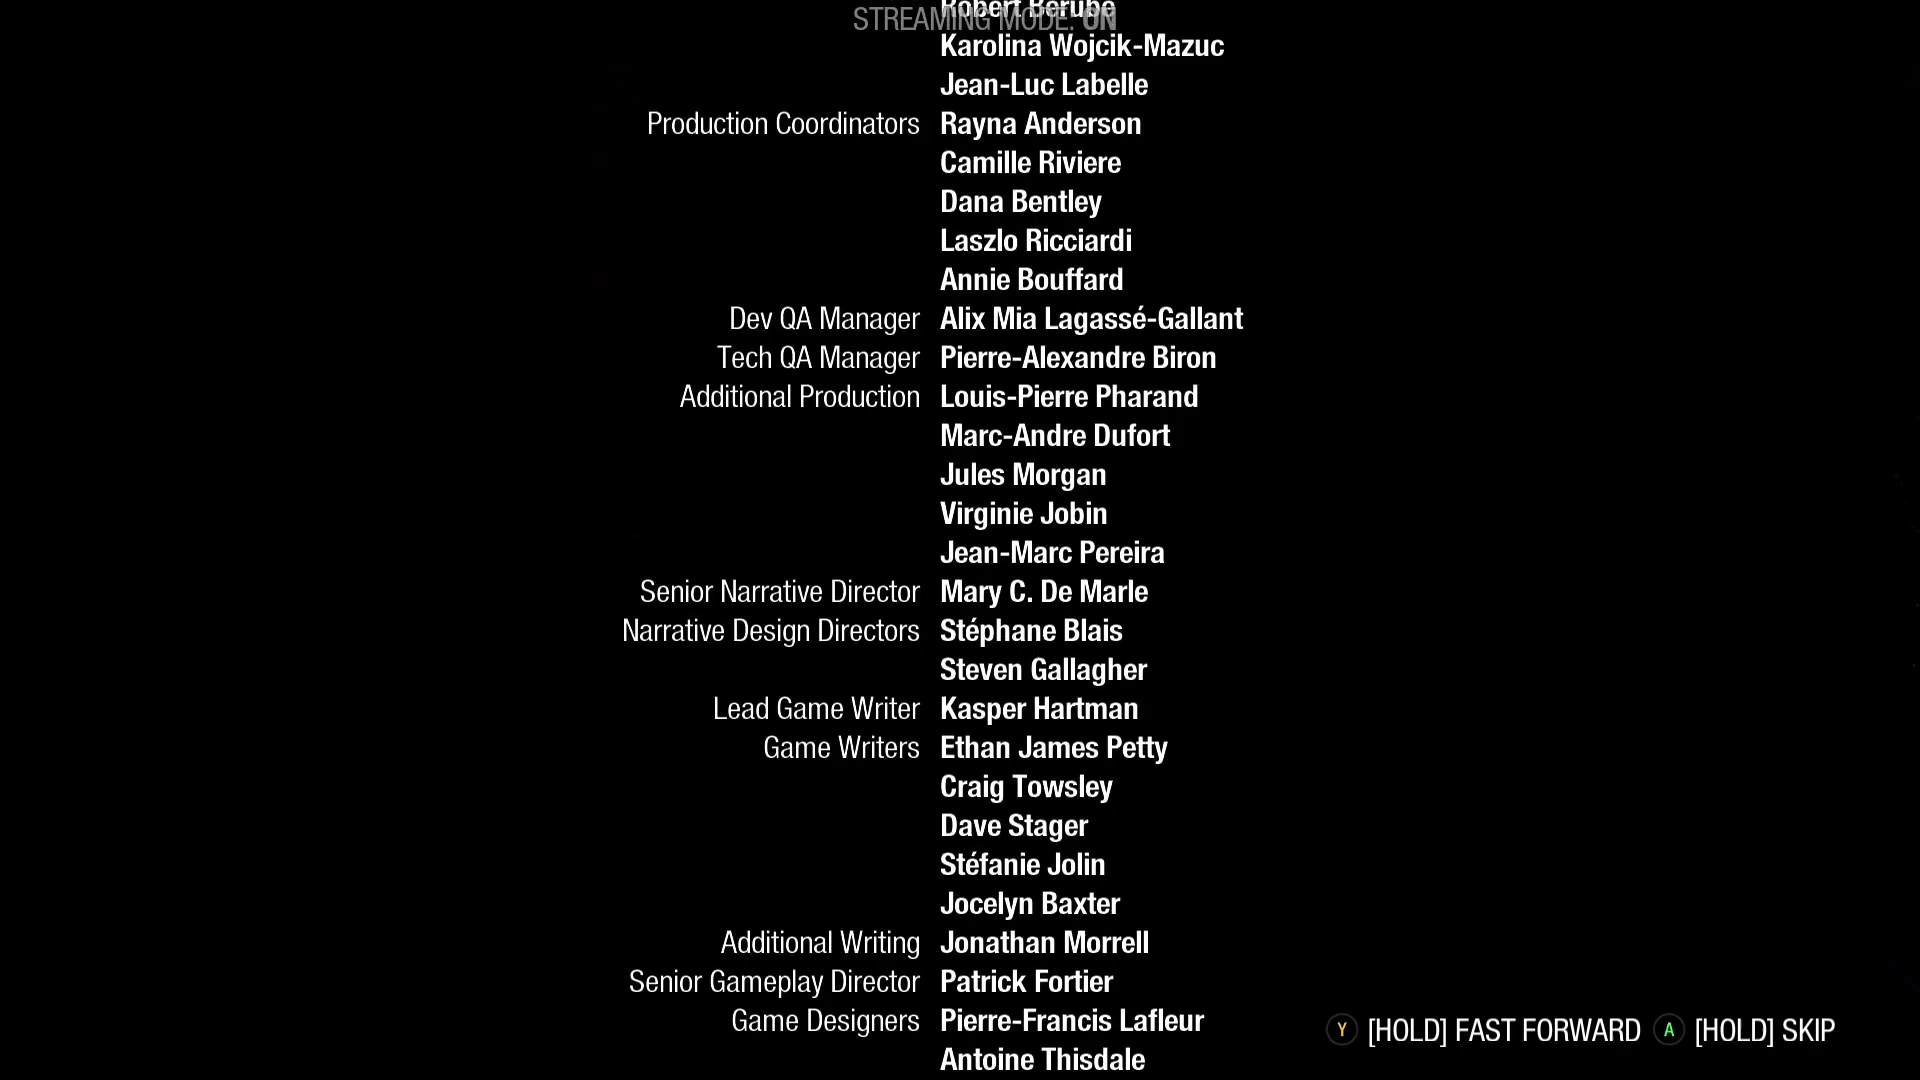 Robert Berube
STREAMING MODE: ON
Karolina Wojcik-Mazuc
Jean-Luc Labelle
Production Coordinators Rayna Anderson
Camille Riviere
Dana Bentley
Laszlo Ricciardi
Annie Bouffard
Dev QA Manager Alix Mia Lagassé-Gallant
Tech QA Manager Pierre-Alexandre Biron
Additional Production Louis-Pierre Pharand
Marc-Andre Dufort
Jules Morgan
Virginie Jobin
Jean-Marc Pereira
Senior Narrative Director Mary C. De Marle
Narrative Design Directors Stéphane Blais
Steven Gallagher
Lead Game Writer Kasper Hartman
Game Writers Ethan James Petty
Craig Towsley
Dave Stager
Stéfanie Jolin
Jocelyn Baxter
Additional Writing Jonathan Morrell
Senior Gameplay Director Patrick Fortier
Game Designers Pierre-Francis Lafleur
Y [HOLD] FAST FORWARD A [HOLD] SKIP
Antoine Thisdale